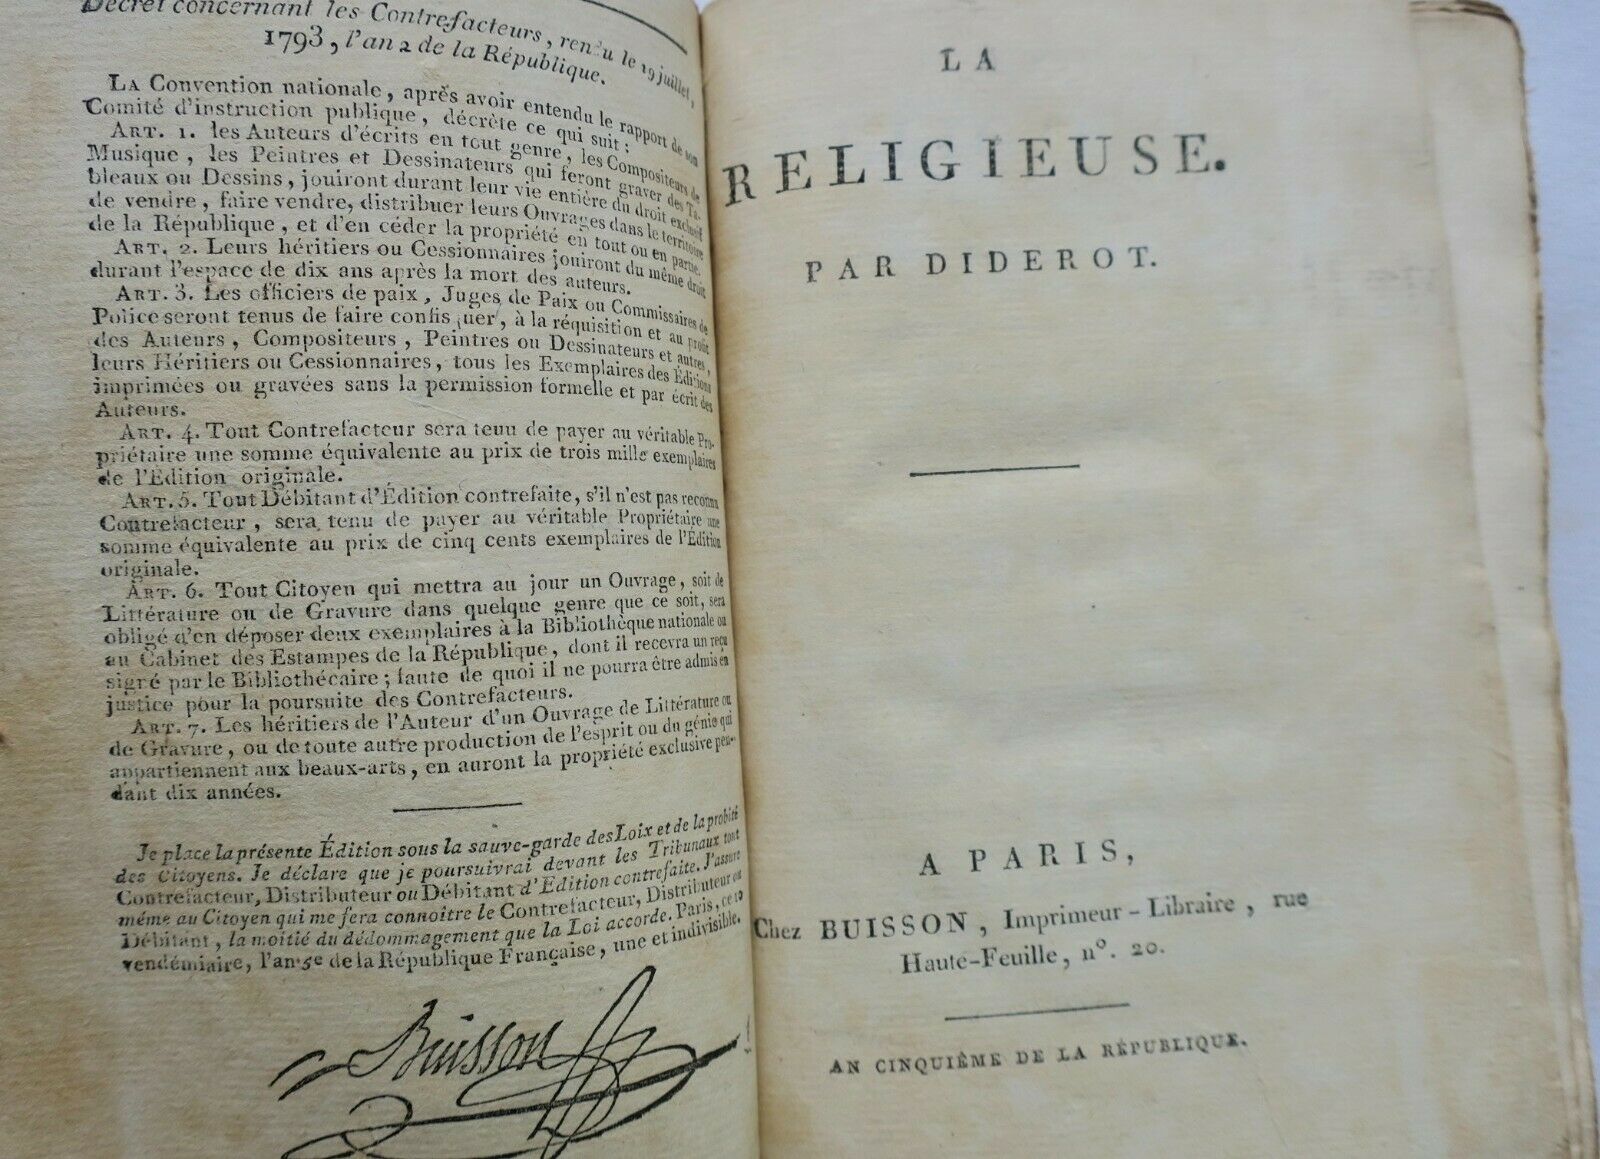 Décret concernant les Contrefacteurs, rendu le 19 juillet,
1793, l'an 2 de la République.
LA Convention nationale, après avoir entendu le rapport de son
Comité d'instruction publique, décrète ce qui suit:
ART. 1. les Auteurs d'écrits en tout genre, les Compositeurs de
Musique, les Peintres et Dessinateurs qui feront graver des Ta-
bleaux ou Dessins, jouiront durant leur vie entière du droit exclusif
de vendre, faire vendre, distribuer leurs Ouvrages dans le territoire
de la République, et d'en céder la propriété en tout ou en partie.
ART. 2. Leurs héritiers ou Cessionnaires jouiront du même droit
durant l'espace de dix ans après la mort des auteurs.
ART. 3. Les officiers de paix, Juges de Paix ou Commissaires de
Police seront tenus de faire confisquer, à la réquisition et au profit
des Auteurs, Compositeurs, Peintres ou Dessinateurs et autres,
leurs Héritiers ou Cessionnaires, tous les Exemplaires des Éditions
imprimées ou gravées sans la permission formelle et par écrit des
Auteurs.
ART. 4. Tout Contrefacteur sera tenu de payer au véritable Pro-
priétaire une somme équivalente au prix de trois mille exemplaires
de l'Édition originale.
ART. 5. Tout Débitant d'Édition contrefaite, s'il n'est pas reconnu
Contrefacteur, sera tenu de payer au véritable Propriétaire une
somme équivalente au prix de cinq cents exemplaires de l'Édition
originale.
ART. 6. Tout Citoyen qui mettra au jour un Ouvrage, soit de
Littérature ou de Gravure dans quelque genre que ce soit, sera
obligé d'en déposer deux exemplaires à la Bibliothèque nationale ou
au Cabinet des Estampes de la République, dont il recevra un reçu
signé par le Bibliothécaire; faute de quoi il ne pourra être admis en
justice pour la poursuite des Contrefacteurs.
ART. 7. Les héritiers de l'Auteur d'un Ouvrage de Littérature ou
de Gravure, ou de toute autre production de l'esprit ou du génie qui
appartiennent aux beaux-arts, en auront la propriété exclusive pen-
dant dix années.
Je place la présente Édition sous la sauve-garde des Loix et de la probité
des Citoyens. Je déclare que je poursuivrai devant les Tribunaux tout
Contrefacteur, Distributeur ou Débitant d'Édition contrefaite. J'assure
même au Citoyen qui me fera connoître le Contrefacteur, Distributeur ou
Débitant, la moitié du dédommagement que la Loi accorde. Paris, ce 10
vendémiaire, l'an 5e de la République Française, une et indivisible.
Buisson
LA
RELIGIEUSE.
PAR DIDEROT.
A PARIS,
Chez BUISSON, Imprimeur-Libraire, rue
Haute-Feuille, n°. 20.
AN CINQUIÈME DE LA RÉPUBLIQUE.